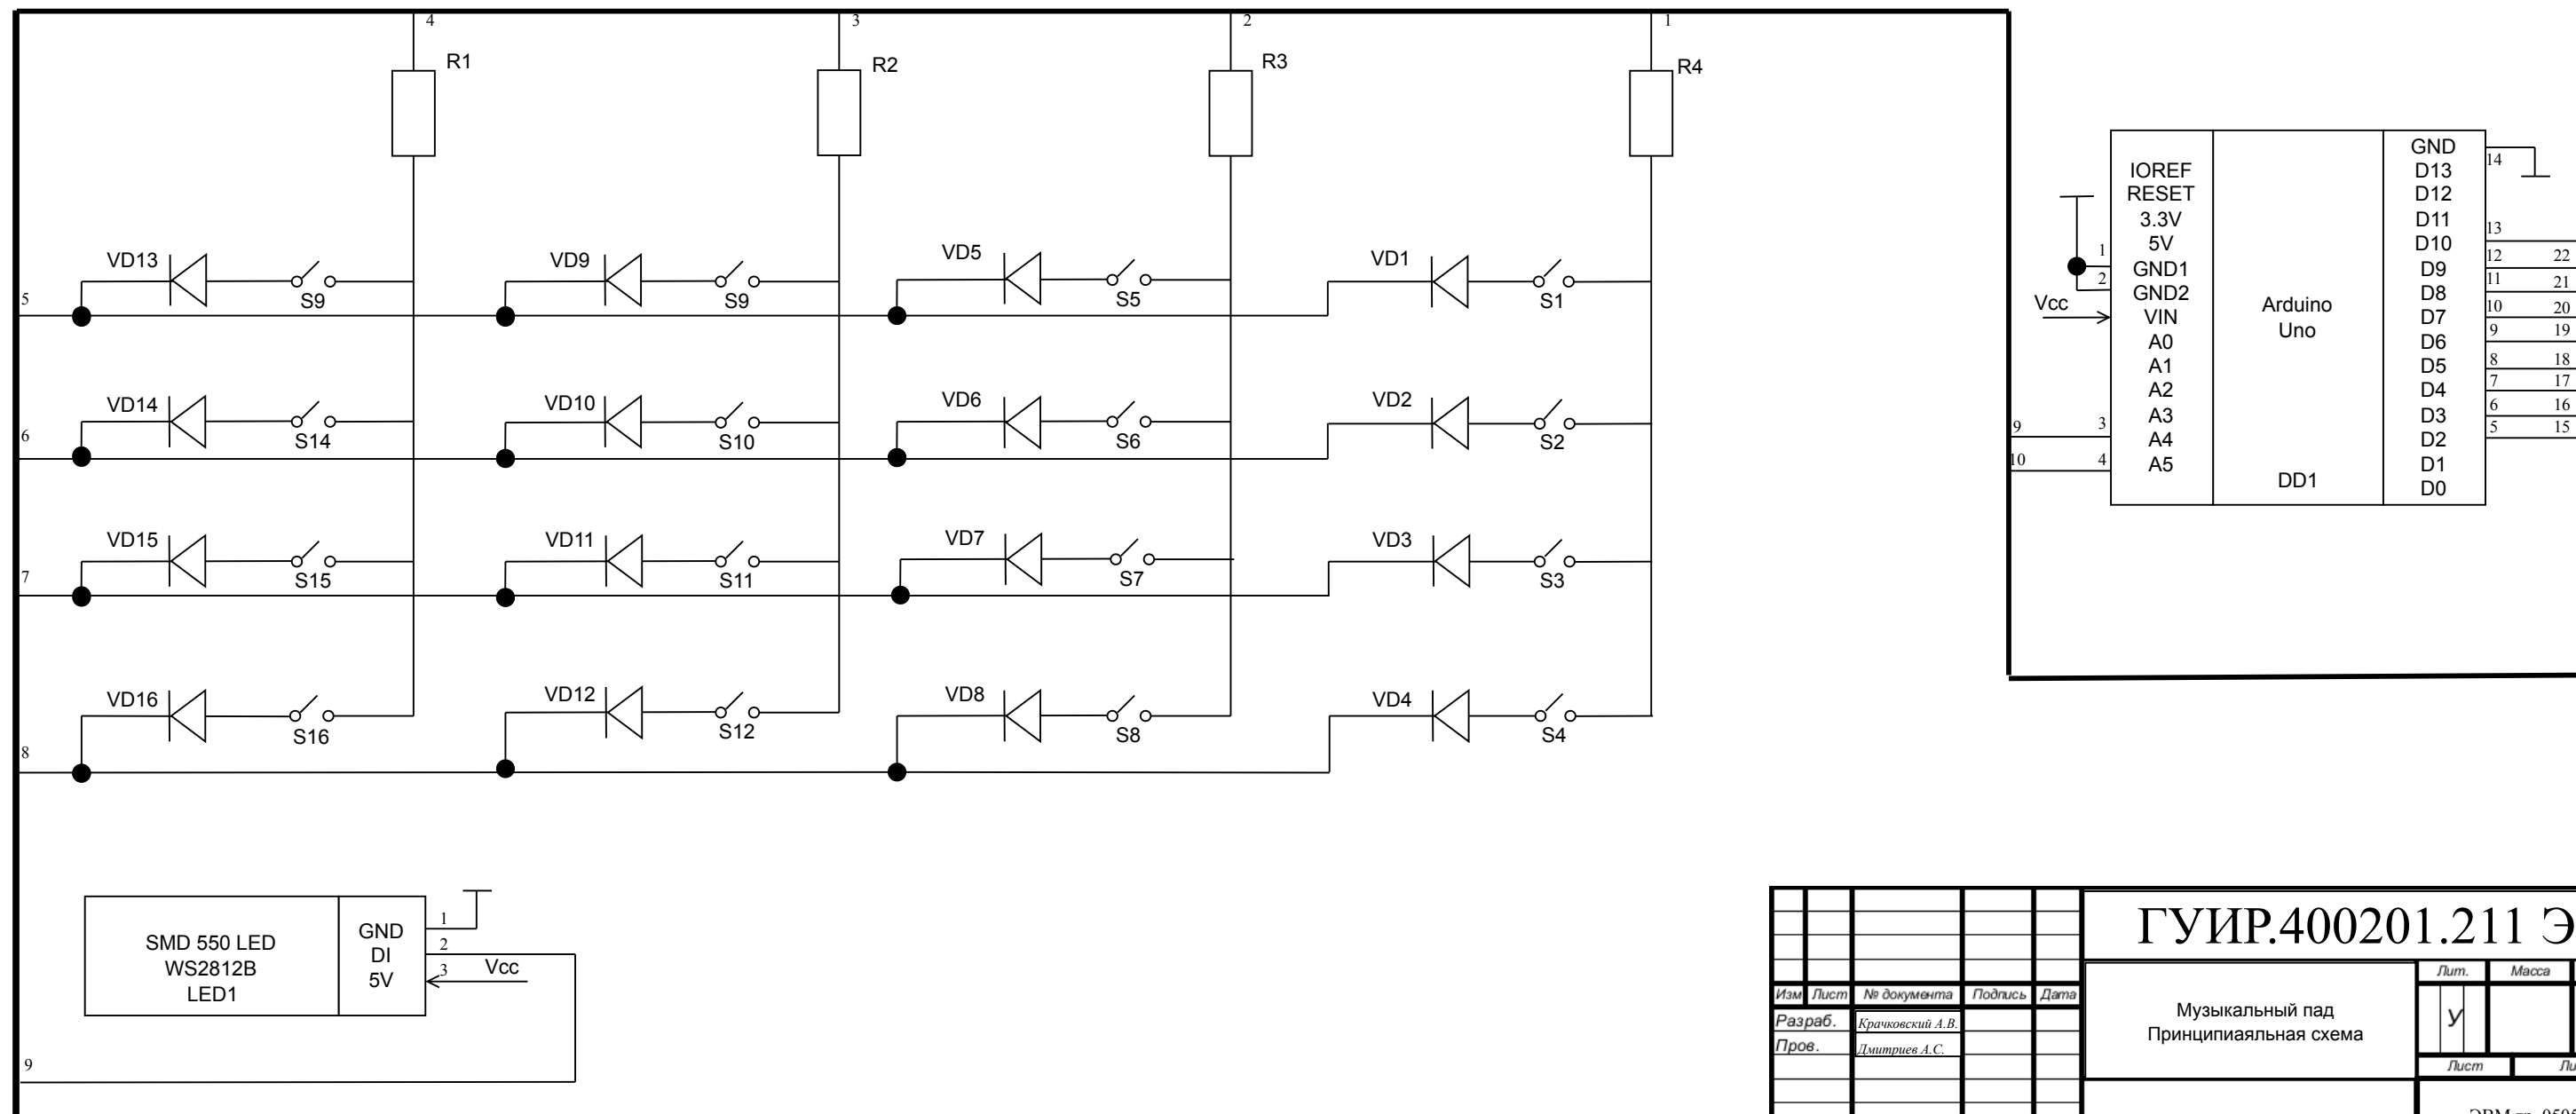 4
3
2
1
R1
R2
R3
R4
VD13
S9
VD9
S9
VD5
S5
VD1
S1
5
VD14
S14
VD10
S10
VD6
S6
VD2
S2
6
VD15
S15
VD11
S11
VD7
S7
VD3
S3
7
VD16
S16
VD12
S12
VD8
S8
VD4
S4
8
IOREF
RESET
3.3V
5V
GND1
GND2
VIN
A0
A1
A2
A3
A4
A5
1
2
Vcc
9 3
10 4
Arduino
Uno
DD1
GND
D13
D12
D11
D10
D9
D8
D7
D6
D5
D4
D3
D2
D1
D0
14
13
12 22
11 21
10 20
9 19
8 18
7 17
6 16
5 15
SMD 550 LED
WS2812B
LED1
GND
DI
5V
1
2
3 Vcc
9
ГУИР.400201.211 Э
Изм Лист № документа Подпись Дата
Разраб. Крачковский А.В.
Пров. Дмитриев А.С.
Музыкальный пад
Принципиаяльная схема
Лит. Масса
У
Лист